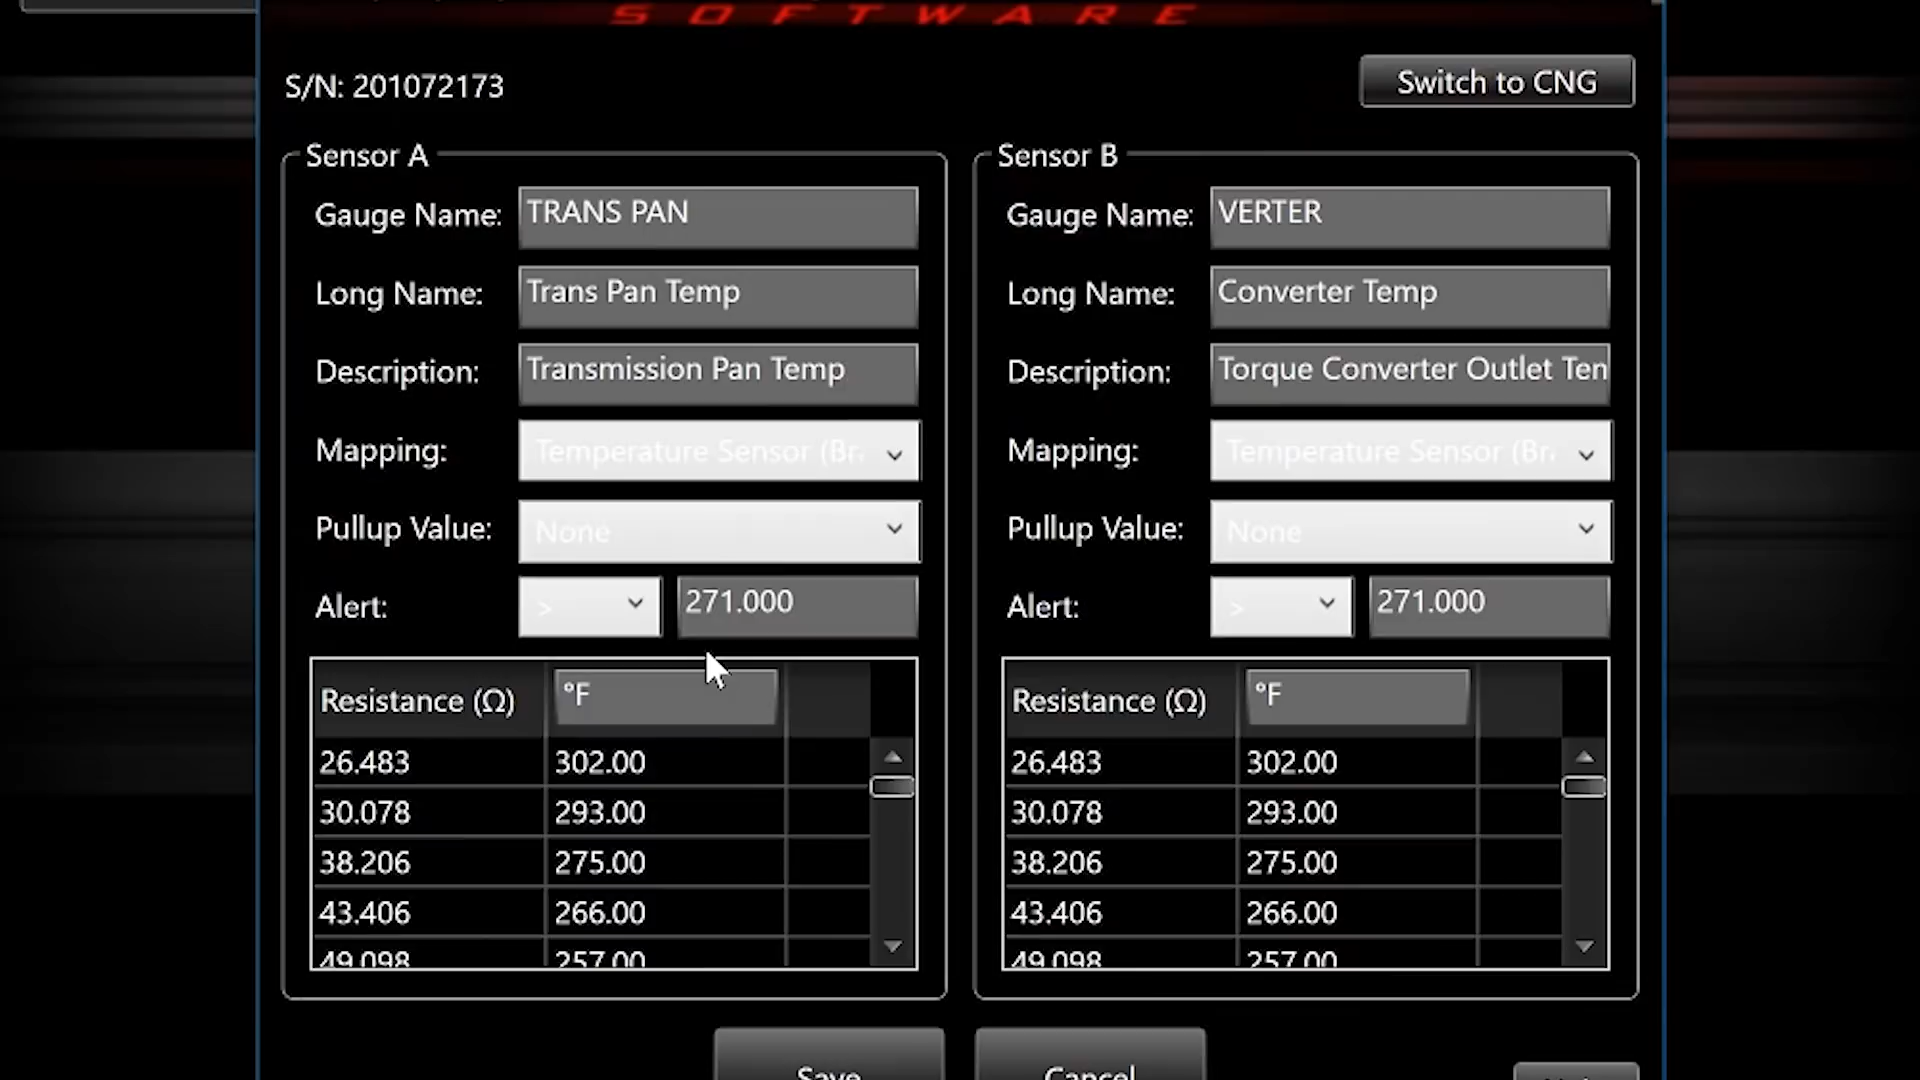 SOFTWARE
S/N: 201072173
Switch to CNG
Sensor A
Gauge Name: TRANS PAN
Long Name: Trans Pan Temp
Description: Transmission Pan Temp
Mapping: Temperature Sensor
Pullup Value: None
Alert: > 271.000
Resistance (Ω) °F
26.483 302.00
30.078 293.00
38.206 275.00
43.406 266.00
49.098 257.00
Sensor B
Gauge Name: VERTER
Long Name: Converter Temp
Description: Torque Converter Outlet
Mapping: Temperature Sensor
Pullup Value: None
Alert: > 271.000
Resistance (Ω) °F
26.483 302.00
30.078 293.00
38.206 275.00
43.406 266.00
49.098 257.00
Save
Cancel